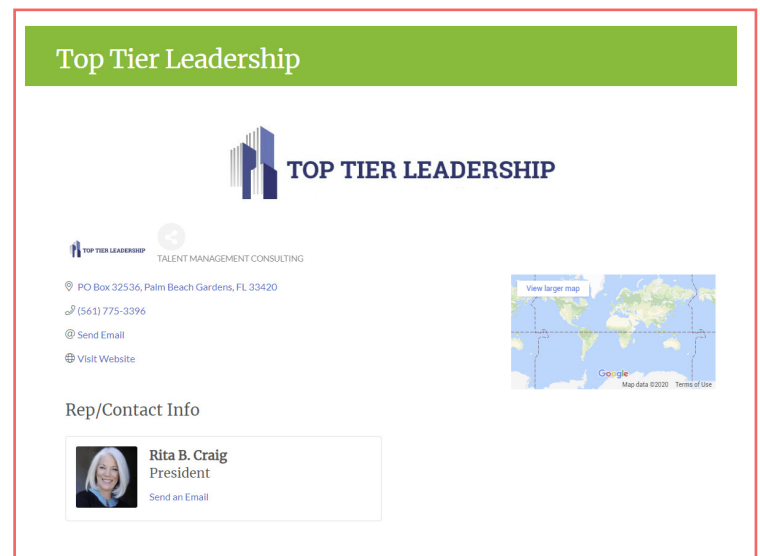 Top Tier Leadership
TOP TIER LEADERSHIP
TOP TIER LEADERSHIP
TALENT MANAGEMENT CONSULTING
PO Box 32536, Palm Beach Gardens, FL 33420
(561) 775-3396
@ Send Email
Visit Website
View larger map
Google
Map data ©2020 Terms of Use
Rep/Contact Info
Rita B. Craig
President
Send an Email